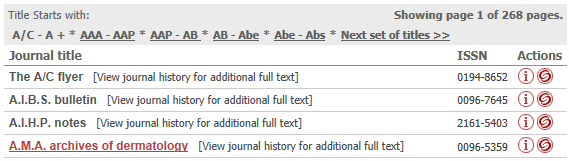 Title Starts with: Showing page 1 of 268 pages.
A/C - A + * AAA - AAP * AAP - AB * AB - Abe * Abe - Abs * Next set of titles >>
Journal title ISSN Actions
The A/C flyer [View journal history for additional full text] 0194-8652 i
A.I.B.S. bulletin [View journal history for additional full text] 0096-7645 i
A.I.H.P. notes [View journal history for additional full text] 2161-5403 i
A.M.A. archives of dermatology [View journal history for additional full text] 0096-5359 i